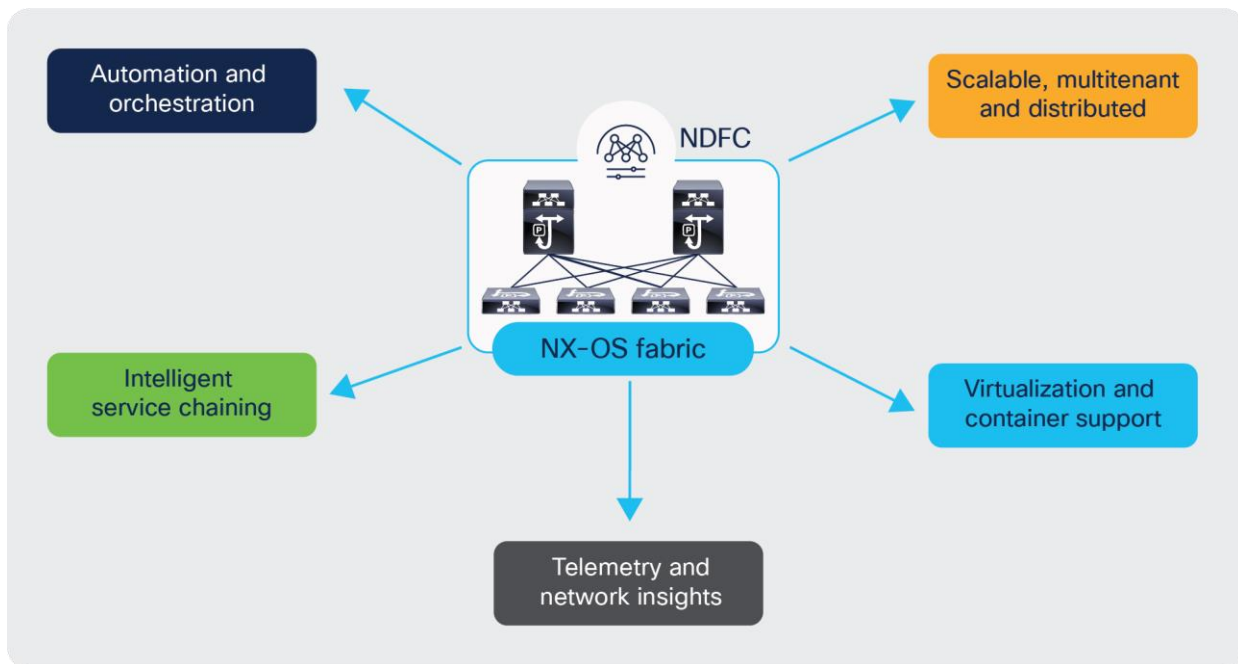 Automation and
orchestration
Scalable, multitenant
and distributed
NDFC
P
P
NX-OS fabric
Intelligent
service chaining
Virtualization and
container support
Telemetry and
network insights